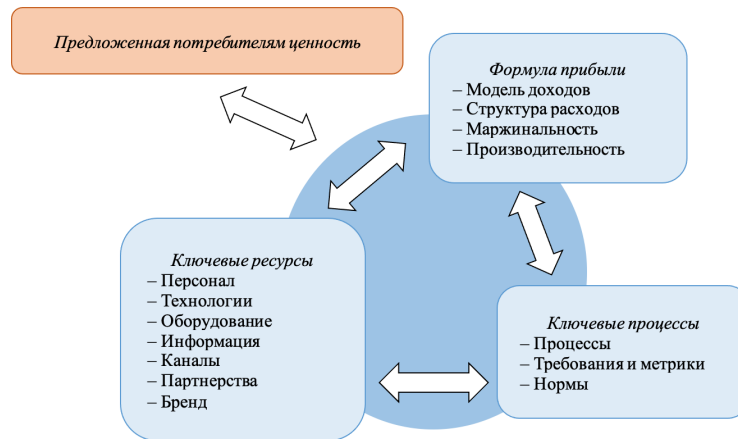 Предложенная потребителям ценность
Формула прибыли
– Модель доходов
– Структура расходов
– Маржинальность
– Производительность
Ключевые ресурсы
– Персонал
– Технологии
– Оборудование
– Информация
– Каналы
– Партнерства
– Бренд
Ключевые процессы
– Процессы
– Требования и метрики
– Нормы